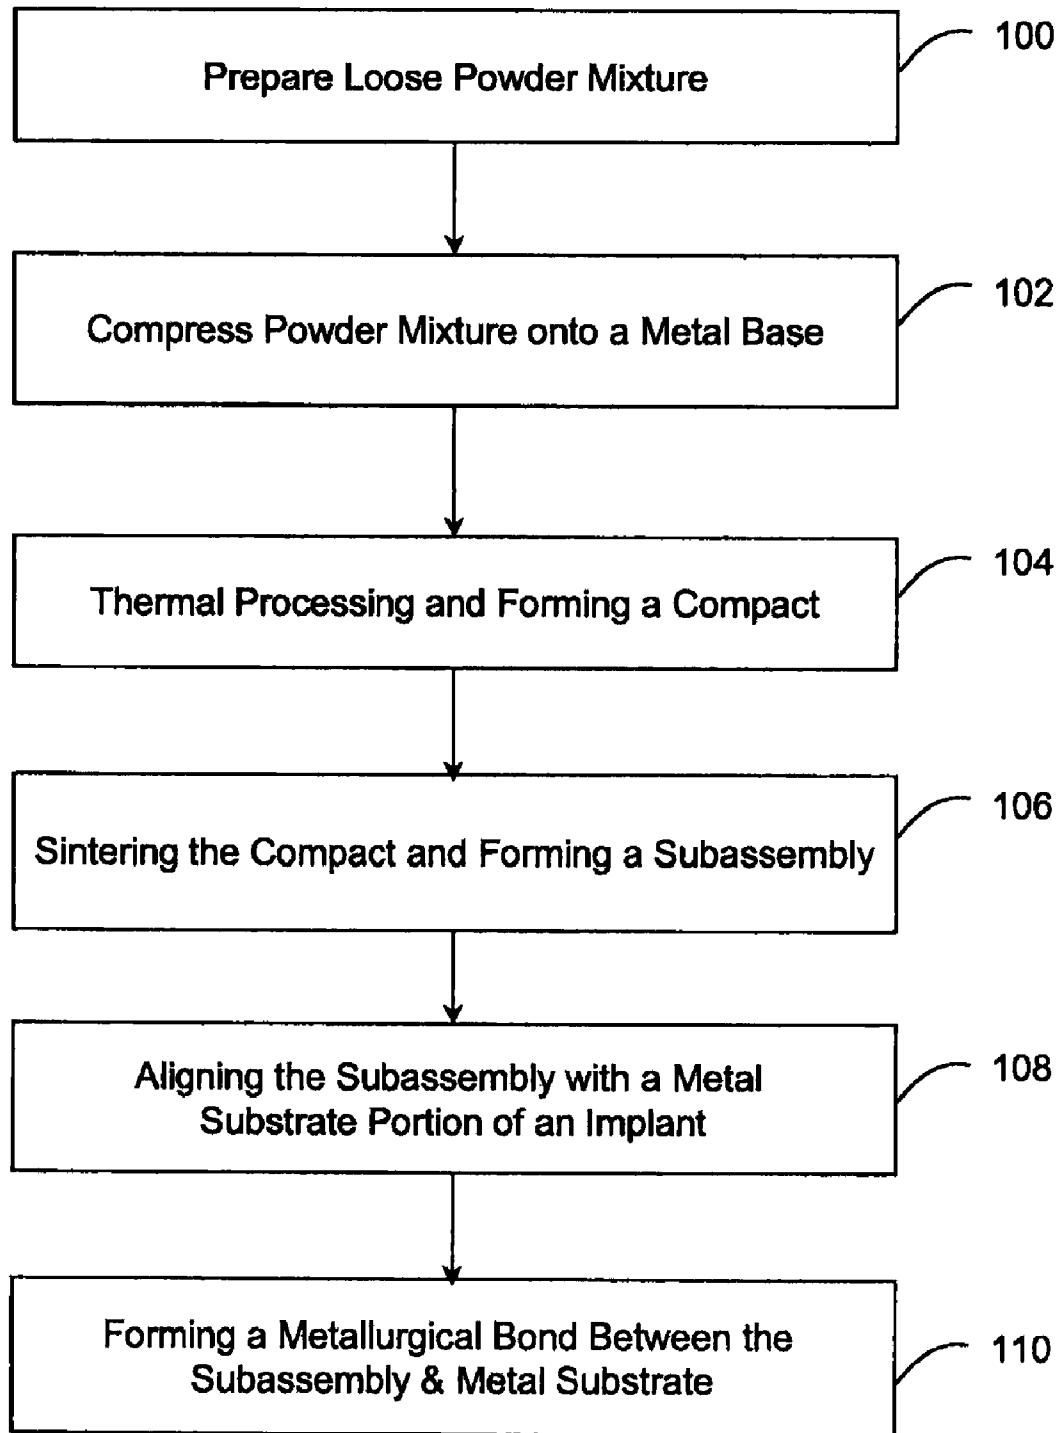 Prepare Loose Powder Mixture
100
Compress Powder Mixture onto a Metal Base
102
Thermal Processing and Forming a Compact
104
Sintering the Compact and Forming a Subassembly
106
Aligning the Subassembly with a Metal
Substrate Portion of an Implant
108
Forming a Metallurgical Bond Between the
Subassembly & Metal Substrate
110